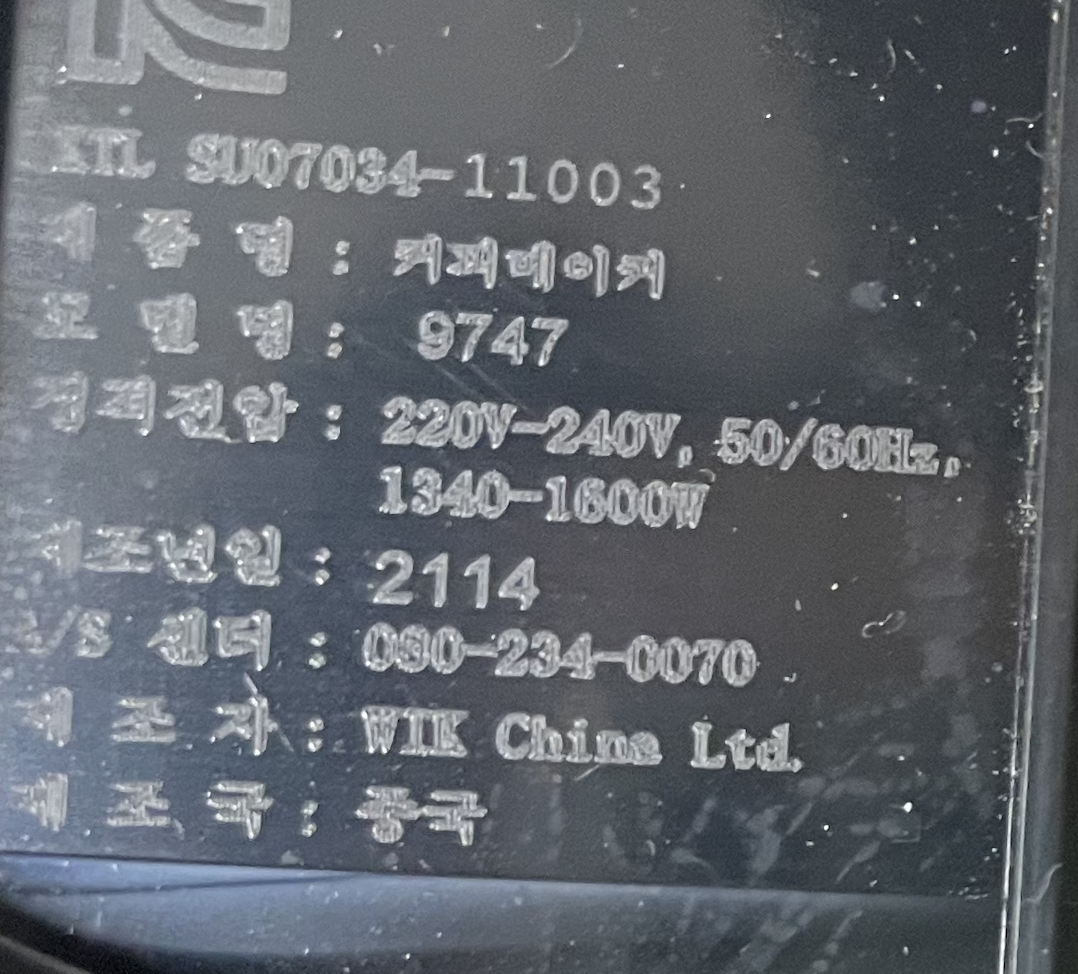 KTL SU07034-11003
제 품 명 : 커피메이커
모 델 명 : 9747
정격전압 : 220V-240V, 50/60Hz,
1340-1600W
제조년월 : 2114
A/S 센터 : 080-234-0070
제 조 자 : WIK China Ltd.
제 조 국 : 중국